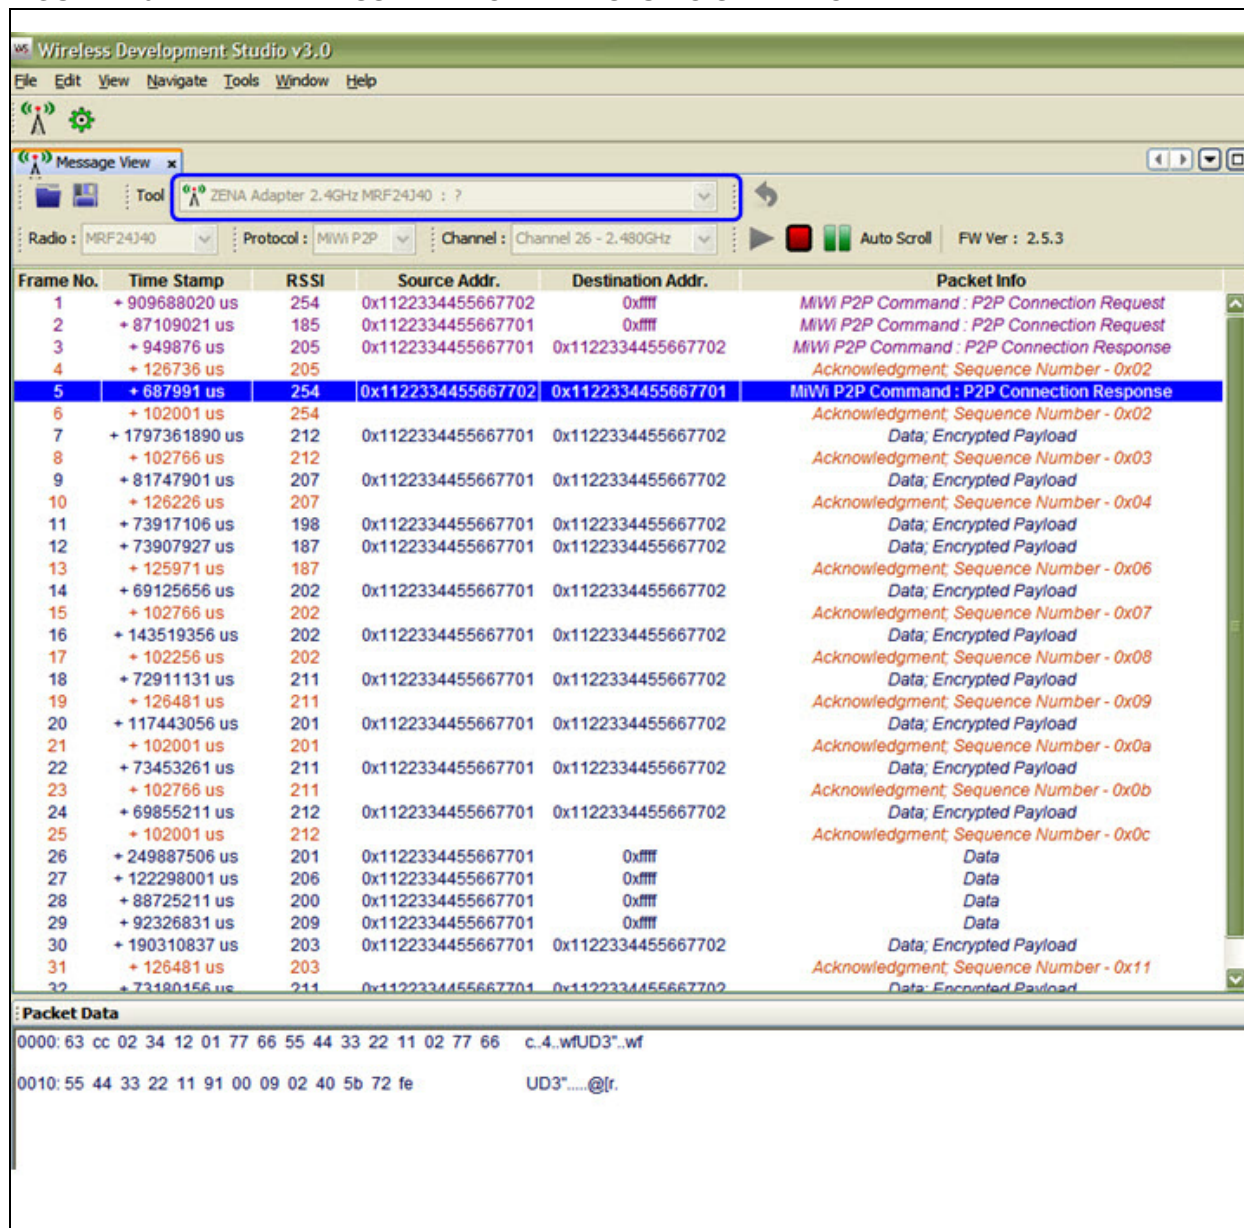 Wireless Development Studio v3.0
File Edit View Navigate Tools Window Help
Message View x
Tool ZENA Adapter 2.4GHz MRF24J40 : ?
Radio : MRF24J40 Protocol : MiWi P2P Channel : Channel 26 - 2.480GHz Auto Scroll FW Ver : 2.5.3
Frame No. Time Stamp RSSI Source Addr. Destination Addr. Packet Info
1 + 909688020 us 254 0x1122334455667702 0xffff MiWi P2P Command : P2P Connection Request
2 + 87109021 us 185 0x1122334455667701 0xffff MiWi P2P Command : P2P Connection Request
3 + 949876 us 205 0x1122334455667701 0x1122334455667702 MiWi P2P Command : P2P Connection Response
4 + 126736 us 205 Acknowledgment; Sequence Number - 0x02
5 + 687991 us 254 0x1122334455667702 0x1122334455667701 MiWi P2P Command : P2P Connection Response
6 + 102001 us 254 Acknowledgment; Sequence Number - 0x02
7 + 1797361890 us 212 0x1122334455667701 0x1122334455667702 Data; Encrypted Payload
8 + 102766 us 212 Acknowledgment; Sequence Number - 0x03
9 + 81747901 us 207 0x1122334455667701 0x1122334455667702 Data; Encrypted Payload
10 + 126226 us 207 Acknowledgment; Sequence Number - 0x04
11 + 73917106 us 198 0x1122334455667701 0x1122334455667702 Data; Encrypted Payload
12 + 73907927 us 187 0x1122334455667701 0x1122334455667702 Data; Encrypted Payload
13 + 125971 us 187 Acknowledgment; Sequence Number - 0x06
14 + 69125656 us 202 0x1122334455667701 0x1122334455667702 Data; Encrypted Payload
15 + 102766 us 202 Acknowledgment; Sequence Number - 0x07
16 + 143519356 us 202 0x1122334455667701 0x1122334455667702 Data; Encrypted Payload
17 + 102256 us 202 Acknowledgment; Sequence Number - 0x08
18 + 72911131 us 211 0x1122334455667701 0x1122334455667702 Data; Encrypted Payload
19 + 126481 us 211 Acknowledgment; Sequence Number - 0x09
20 + 117443056 us 201 0x1122334455667701 0x1122334455667702 Data; Encrypted Payload
21 + 102001 us 201 Acknowledgment; Sequence Number - 0x0a
22 + 73453261 us 211 0x1122334455667701 0x1122334455667702 Data; Encrypted Payload
23 + 102766 us 211 Acknowledgment; Sequence Number - 0x0b
24 + 69855211 us 212 0x1122334455667701 0x1122334455667702 Data; Encrypted Payload
25 + 102001 us 212 Acknowledgment; Sequence Number - 0x0c
26 + 249887506 us 201 0x1122334455667701 0xffff Data
27 + 122298001 us 206 0x1122334455667701 0xffff Data
28 + 88725211 us 200 0x1122334455667701 0xffff Data
29 + 92326831 us 209 0x1122334455667701 0xffff Data
30 + 190310837 us 203 0x1122334455667701 0x1122334455667702 Data; Encrypted Payload
31 + 126481 us 203 Acknowledgment; Sequence Number - 0x11
32 + 73180156 us 211 0x1122334455667701 0x1122334455667702 Data; Encrypted Payload
Packet Data
0000: 63 cc 02 34 12 01 77 66 55 44 33 22 11 02 77 66 c..4..wfUD3"..wf
0010: 55 44 33 22 11 91 00 09 02 40 5b 72 fe UD3".....@[r.